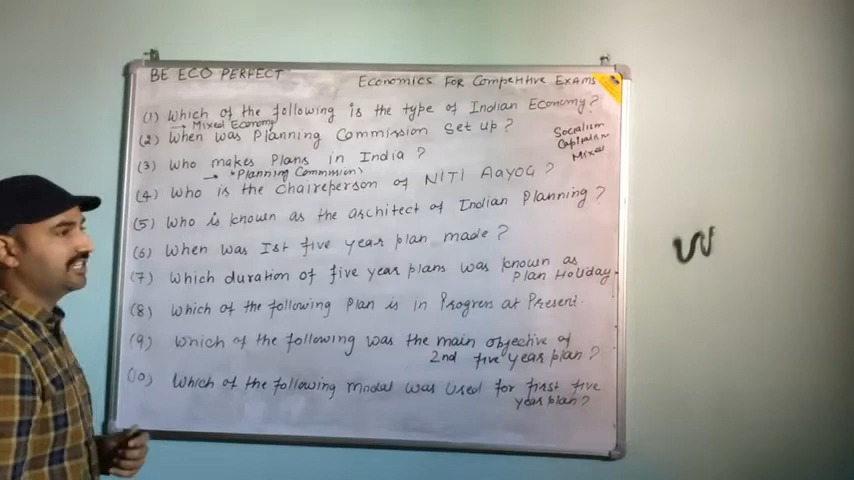 BE ECO PERFECT
ECONOMICS FOR COMPETITIVE EXAMS
(1) Which of the following is the type of Indian Economy?
→ Mixed Economy
Socialism
Capitalism
Mixed
(2) When was Planning Commission Set up?
(3) Who makes Plans in India?
→ "Planning Commission"
(4) Who is the Chaireperson of NITI AAYOG?
(5) Who is known as the architect of Indian Planning?
(6) When was Ist five year plan made?
(7) Which duration of five year plans was known as
Plan Holiday.
(8) Which of the following Plan is in Progress at Present.
(9) Which of the following was the main objective of
2nd five year plan?
(10) Which of the following modal was used for first five
year plan?